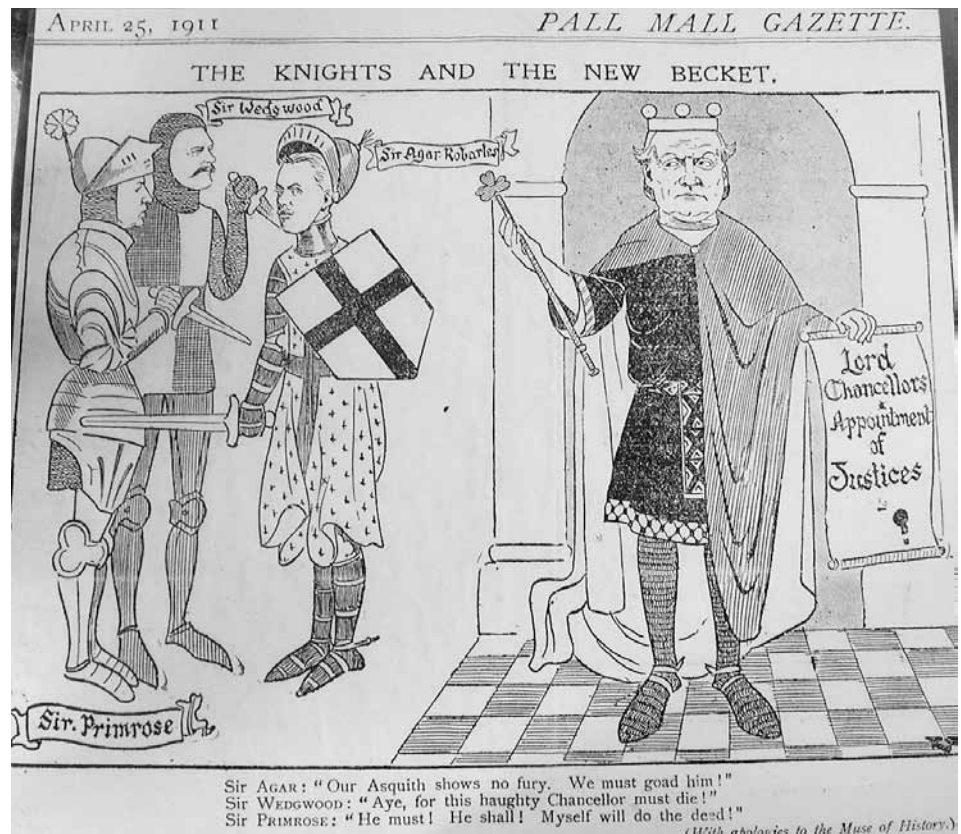 APRIL 25, 1911 PALL MALL GAZETTE.
THE KNIGHTS AND THE NEW BECKET.
Sir Wedgwood
Sir Agar Robartes
Lord
Chancellors
&
Appointment
of
Justices
Sir. Primrose
Sir AGAR: "Our Asquith shows no fury. We must goad him!"
Sir WEDGWOOD: "Aye, for this haughty Chancellor must die!"
Sir PRIMROSE: "He must! He shall! Myself will do the deed!"
(With apologies to the Muse of History.)